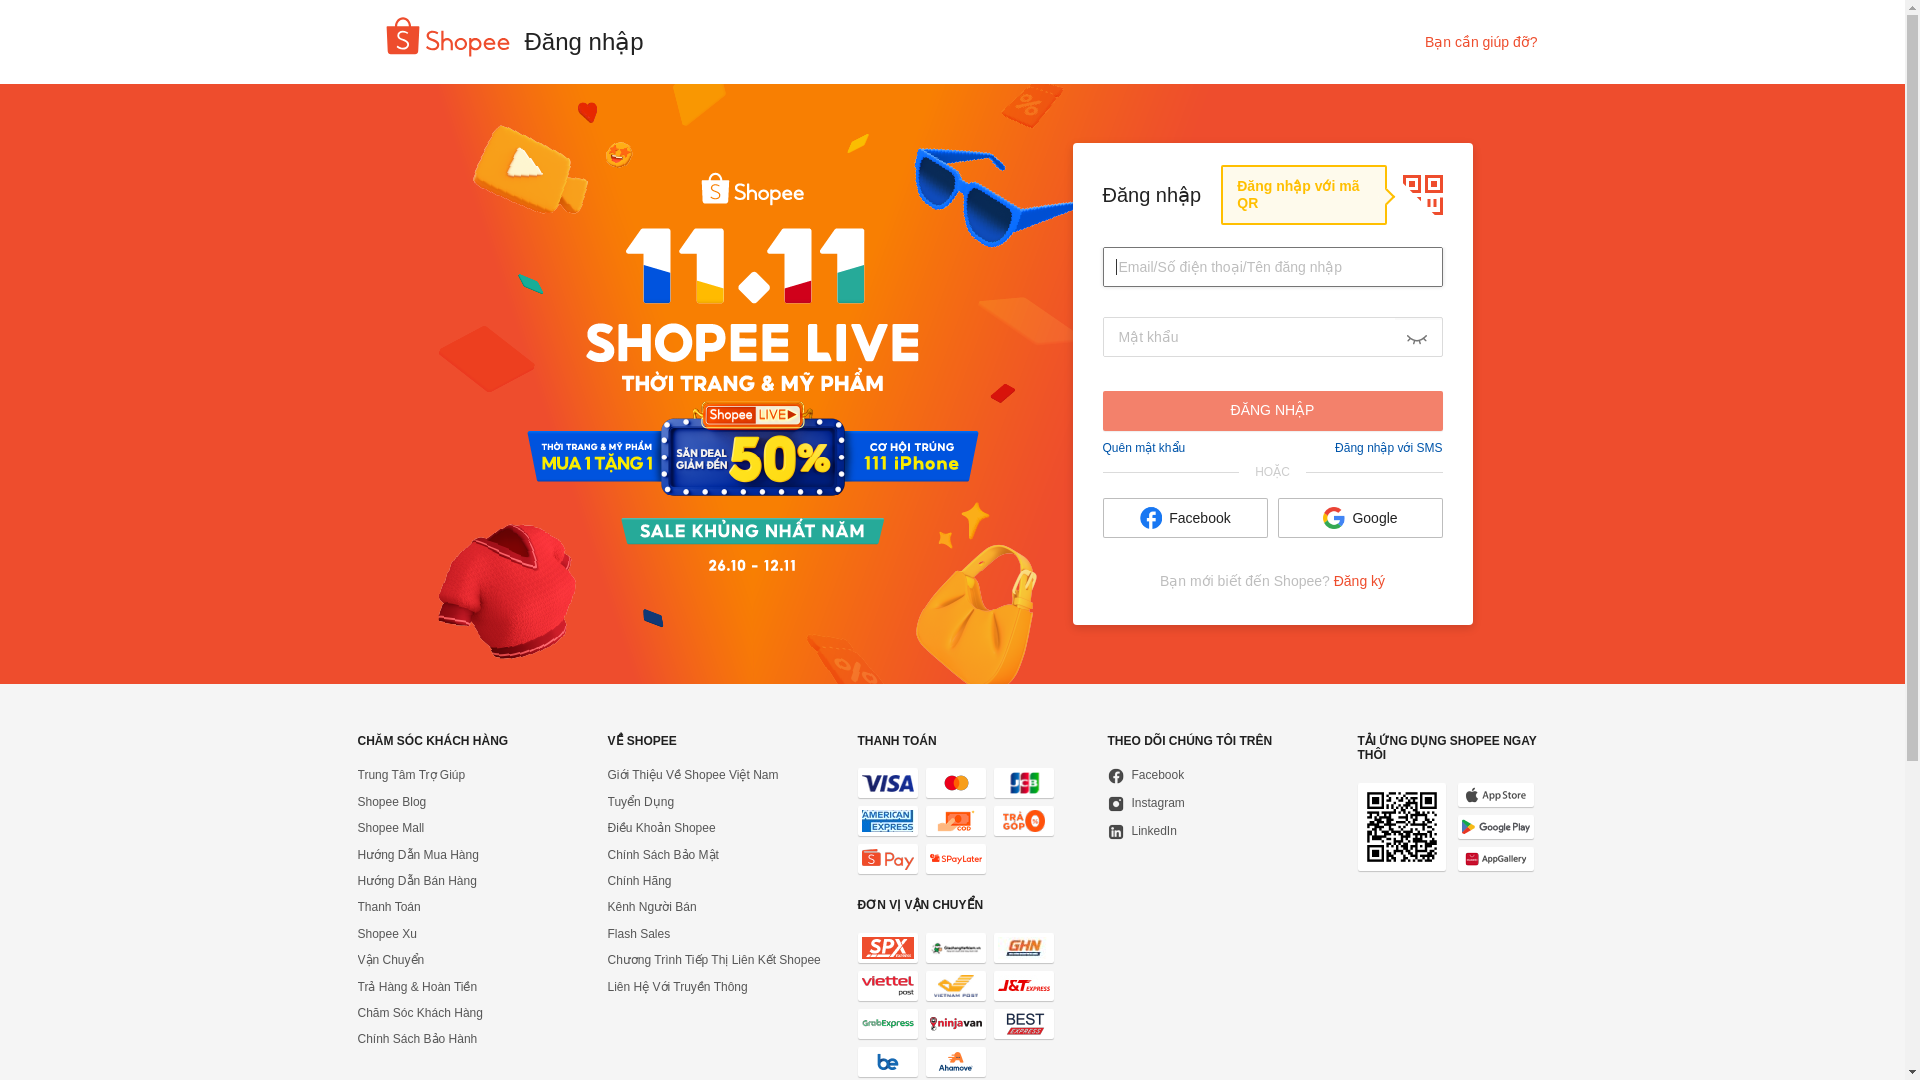 Shopee Đăng nhập
Bạn cần giúp đỡ?
Shopee
11.11
SHOPEE LIVE
THỜI TRANG & MỸ PHẨM
Shopee LIVE
THỜI TRANG & MỸ PHẨM
MUA 1 TẶNG 1
SĂN DEAL
GIẢM ĐẾN
50%
CƠ HỘI TRÚNG
111 iPhone
SALE KHỦNG NHẤT NĂM
26.10 - 12.11
Đăng nhập
Đăng nhập với mã
QR
Email/Số điện thoại/Tên đăng nhập
Mật khẩu
ĐĂNG NHẬP
Quên mật khẩu
Đăng nhập với SMS
HOẶC
Facebook
Google
Bạn mới biết đến Shopee? Đăng ký
CHĂM SÓC KHÁCH HÀNG
Trung Tâm Trợ Giúp
Shopee Blog
Shopee Mall
Hướng Dẫn Mua Hàng
Hướng Dẫn Bán Hàng
Thanh Toán
Shopee Xu
Vận Chuyển
Trả Hàng & Hoàn Tiền
Chăm Sóc Khách Hàng
Chính Sách Bảo Hành
VỀ SHOPEE
Giới Thiệu Về Shopee Việt Nam
Tuyển Dụng
Điều Khoản Shopee
Chính Sách Bảo Mật
Chính Hãng
Kênh Người Bán
Flash Sales
Chương Trình Tiếp Thị Liên Kết Shopee
Liên Hệ Với Truyền Thông
THANH TOÁN
VISA
JCB
AMERICAN
EXPRESS
COD
TRẢ
GÓP
Pay
SPayLater
ĐƠN VỊ VẬN CHUYỂN
SPX
GHN
viettel
post
VIETNAM POST
J&T EXPRESS
GrabExpress
ninjavan
BEST
EXPRESS
be
Ahamove
THEO DÕI CHÚNG TÔI TRÊN
Facebook
Instagram
LinkedIn
TẢI ỨNG DỤNG SHOPEE NGAY
THÔI
App Store
Google Play
AppGallery